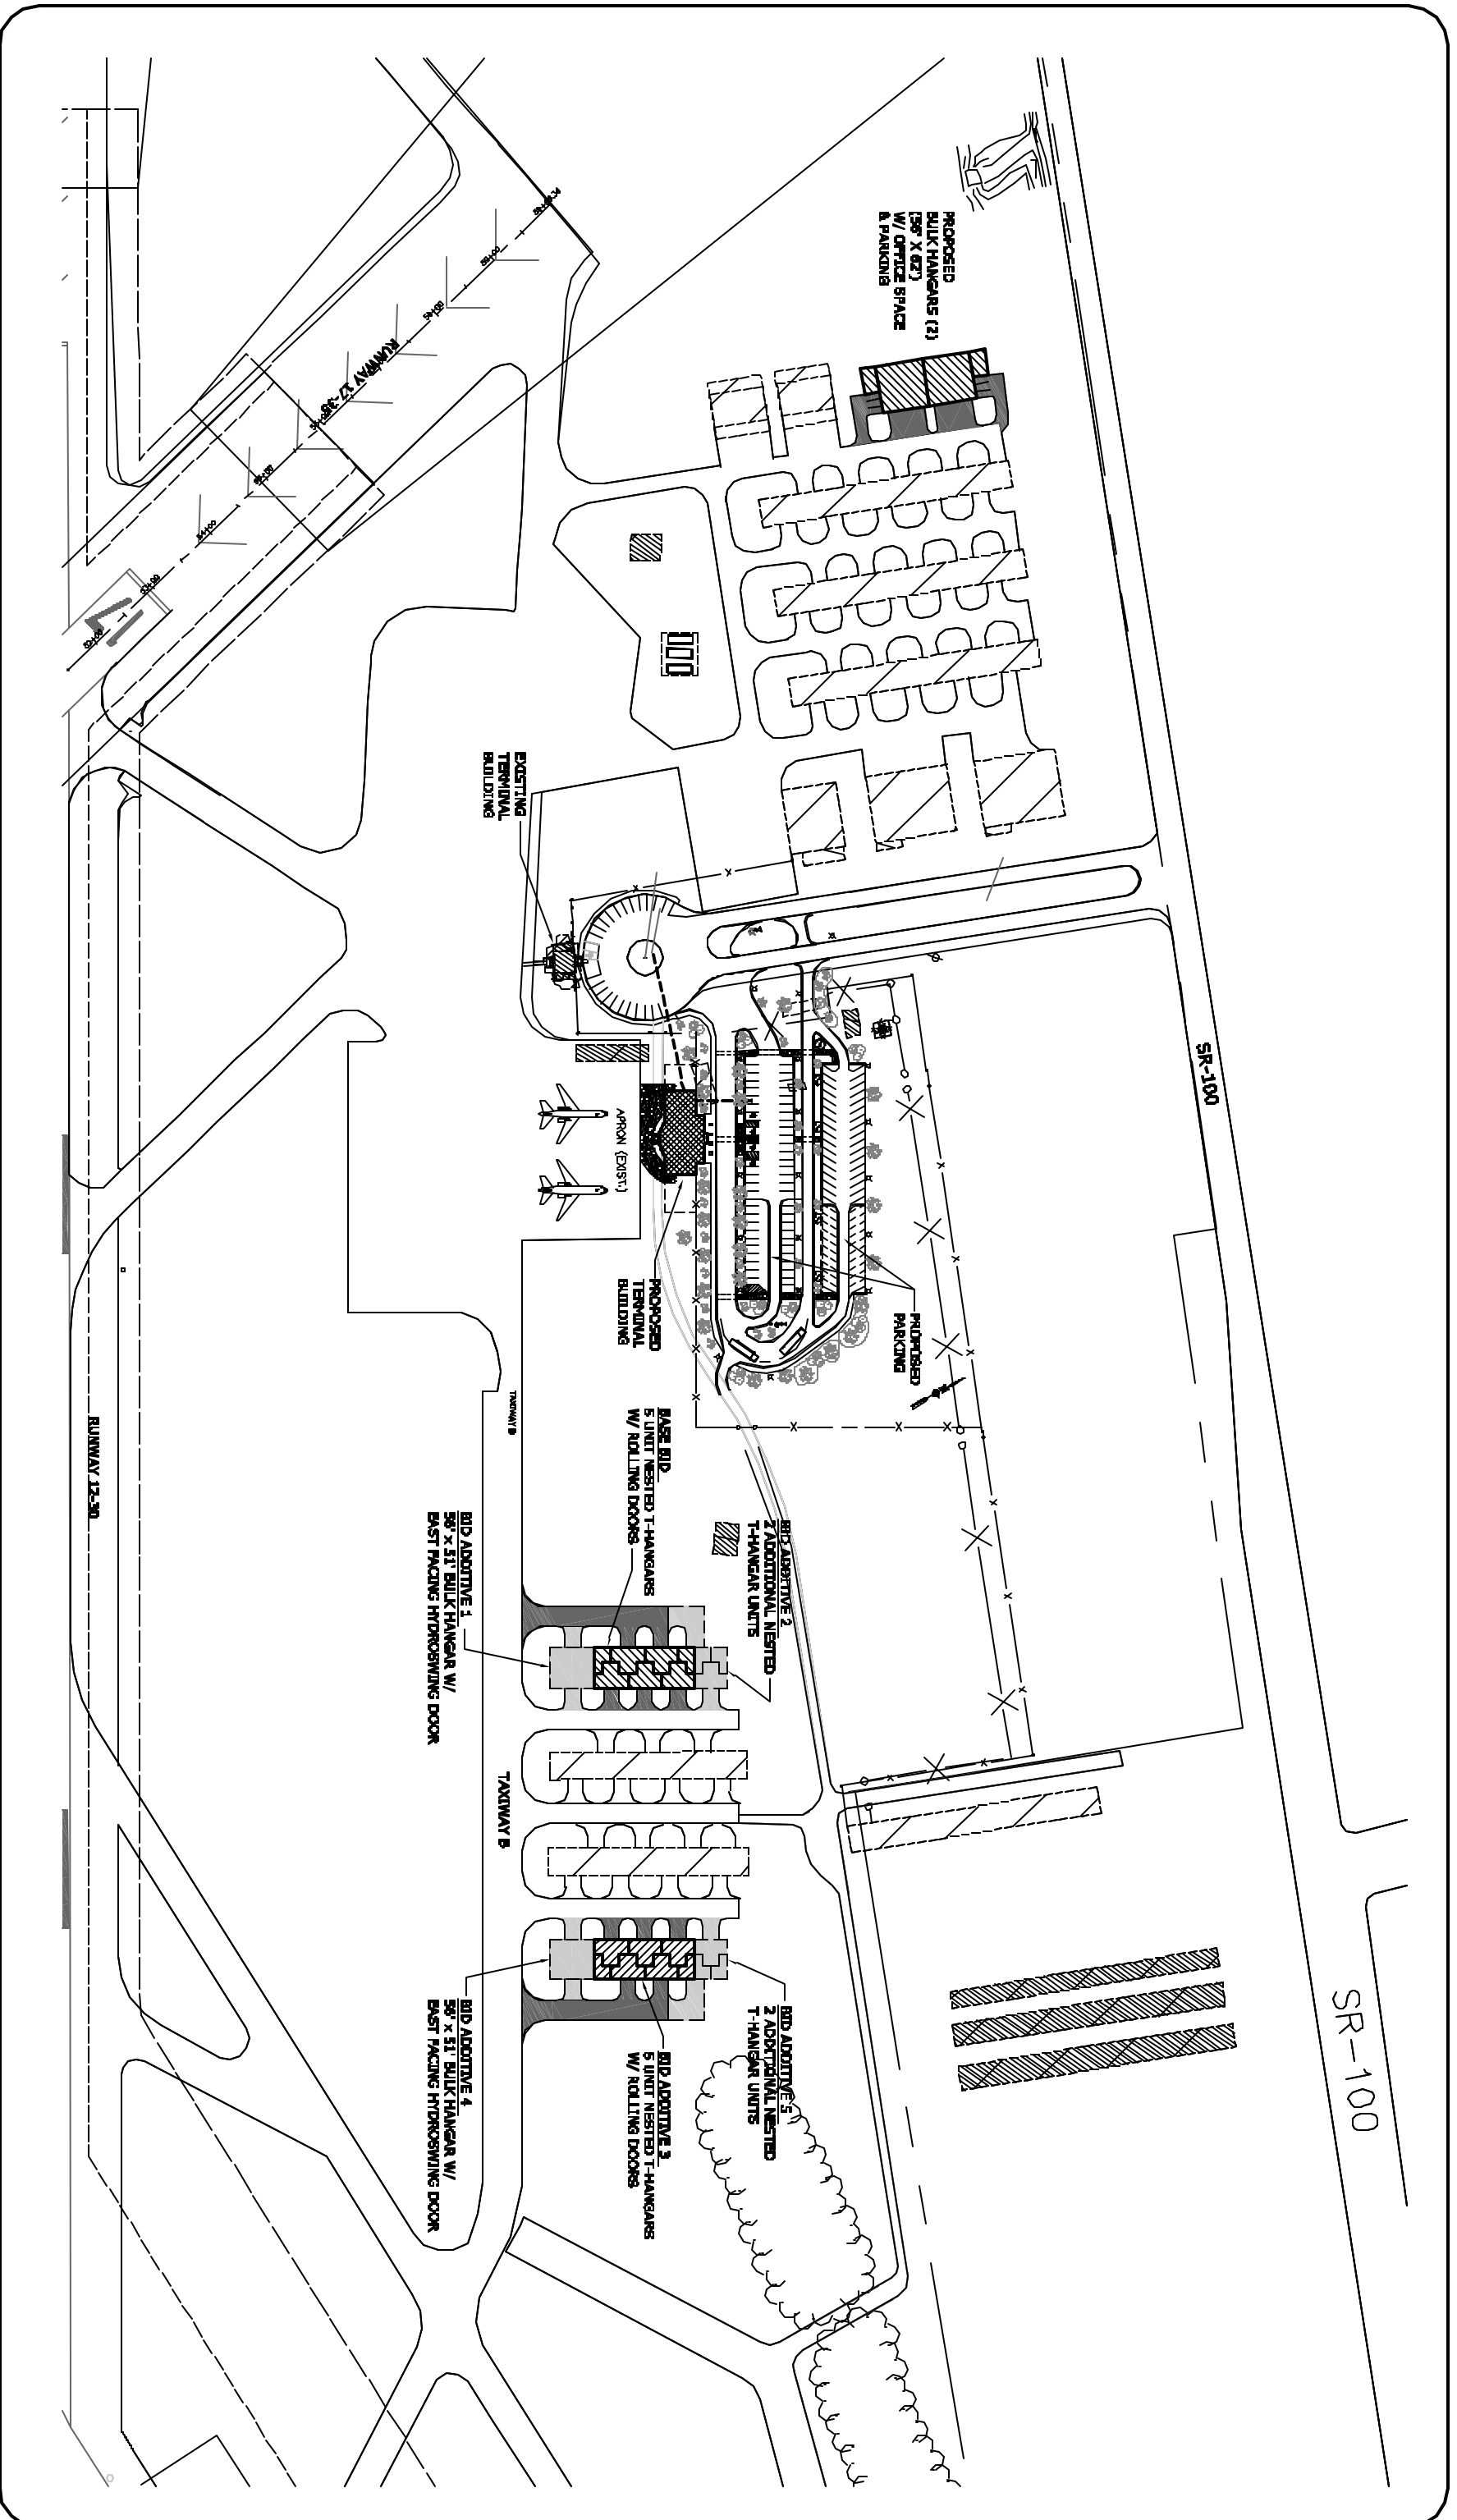 PROPOSED
BULK HANGARS (2)
(56' X 62')
W/ OFFICE SPACE
& PARKING
RUNWAY 17-35
EXISTING
TERMINAL
BUILDING
SR-100
APRON (EXIST.)
PROPOSED
TERMINAL
BUILDING
PROPOSED
PARKING
TAXIWAY B
RUNWAY 12-30
BASE BID
5 UNIT NESTED T-HANGARS
W/ ROLLING DOORS
BID ADDITIVE 2
2 ADDITIONAL NESTED
T-HANGAR UNITS
BID ADDITIVE 1
56' x 51' BULK HANGAR W/
EAST FACING HYDROSWING DOOR
TAXIWAY B
SR-100
BID ADDITIVE 5
2 ADDITIONAL NESTED
T-HANGAR UNITS
BID ADDITIVE 3
5 UNIT NESTED T-HANGARS
W/ ROLLING DOORS
BID ADDITIVE 4
56' x 51' BULK HANGAR W/
EAST FACING HYDROSWING DOOR